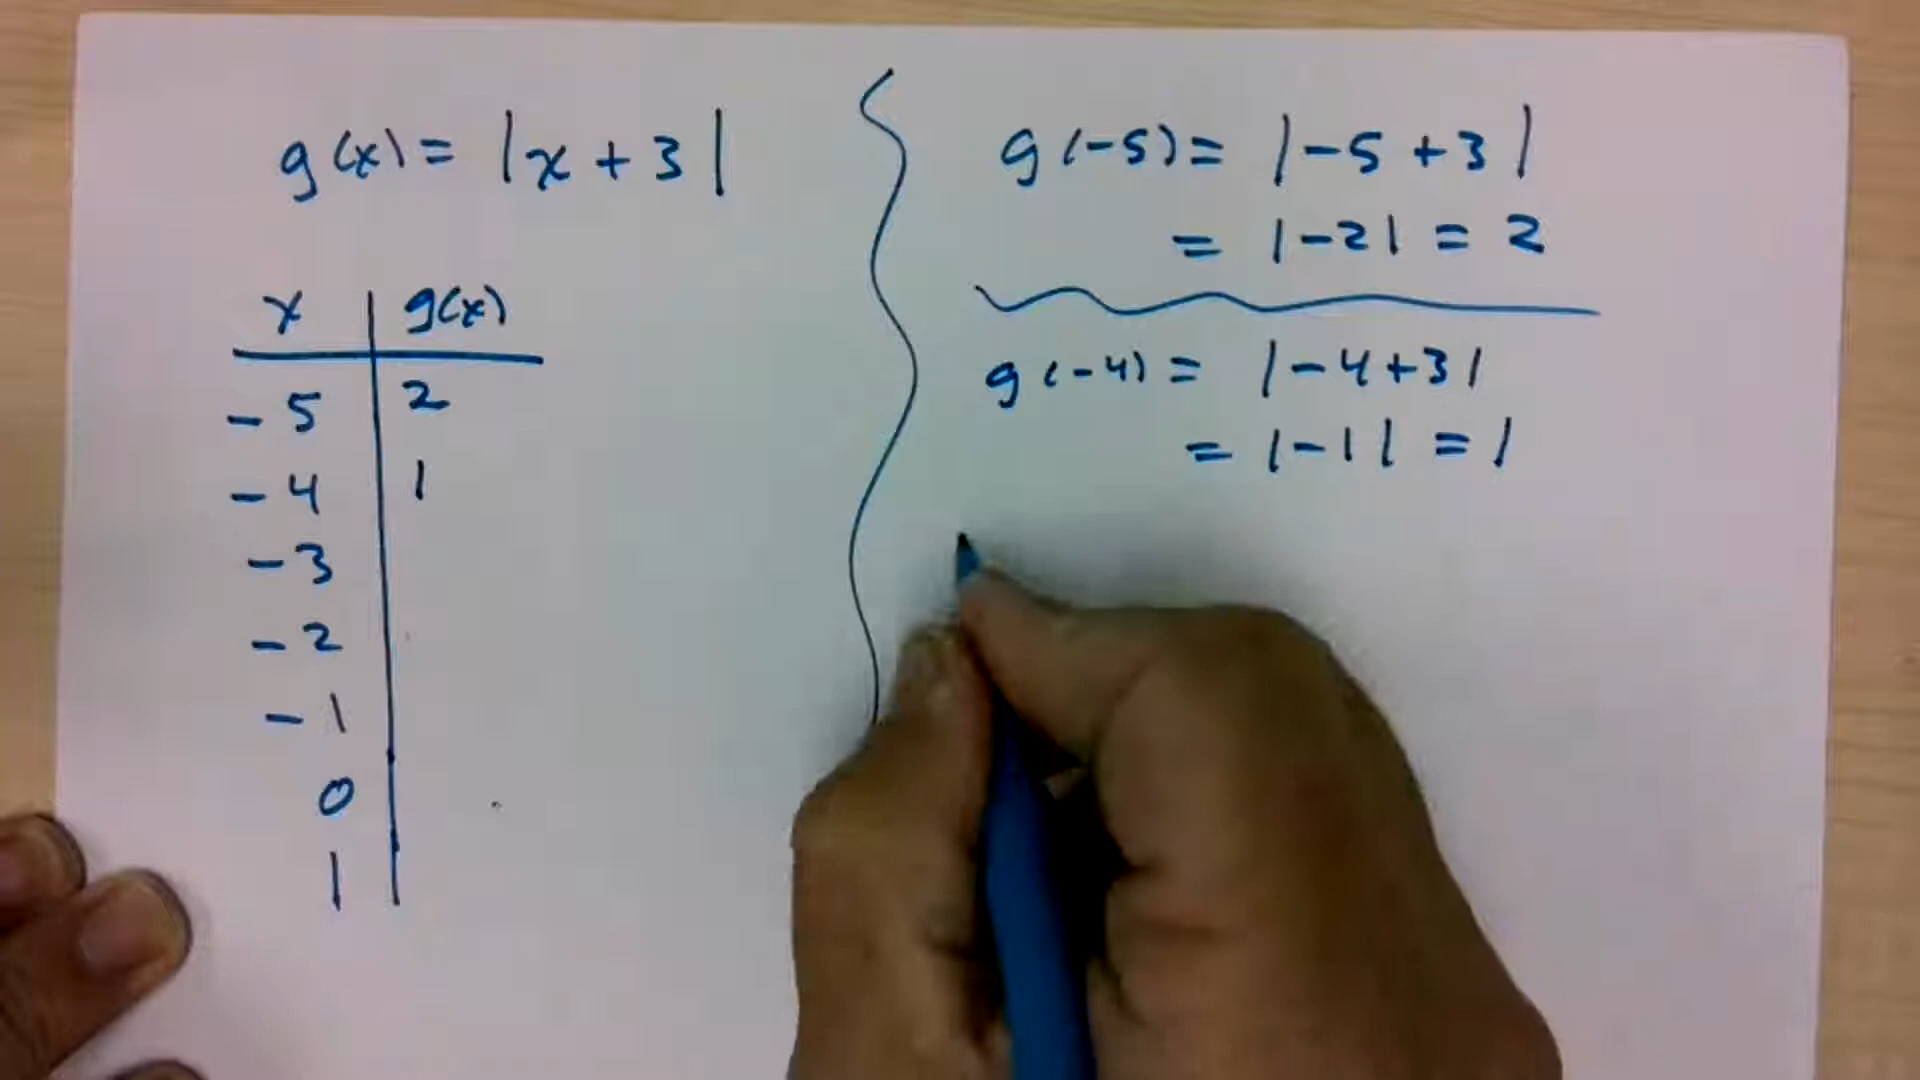 g(x) = |x + 3|
x | g(x)
-5 | 2
-4 | 1
-3
-2
-1
0
1
g(-5) = |-5 + 3|
= |-2| = 2
g(-4) = |-4+3|
= |-1| = 1